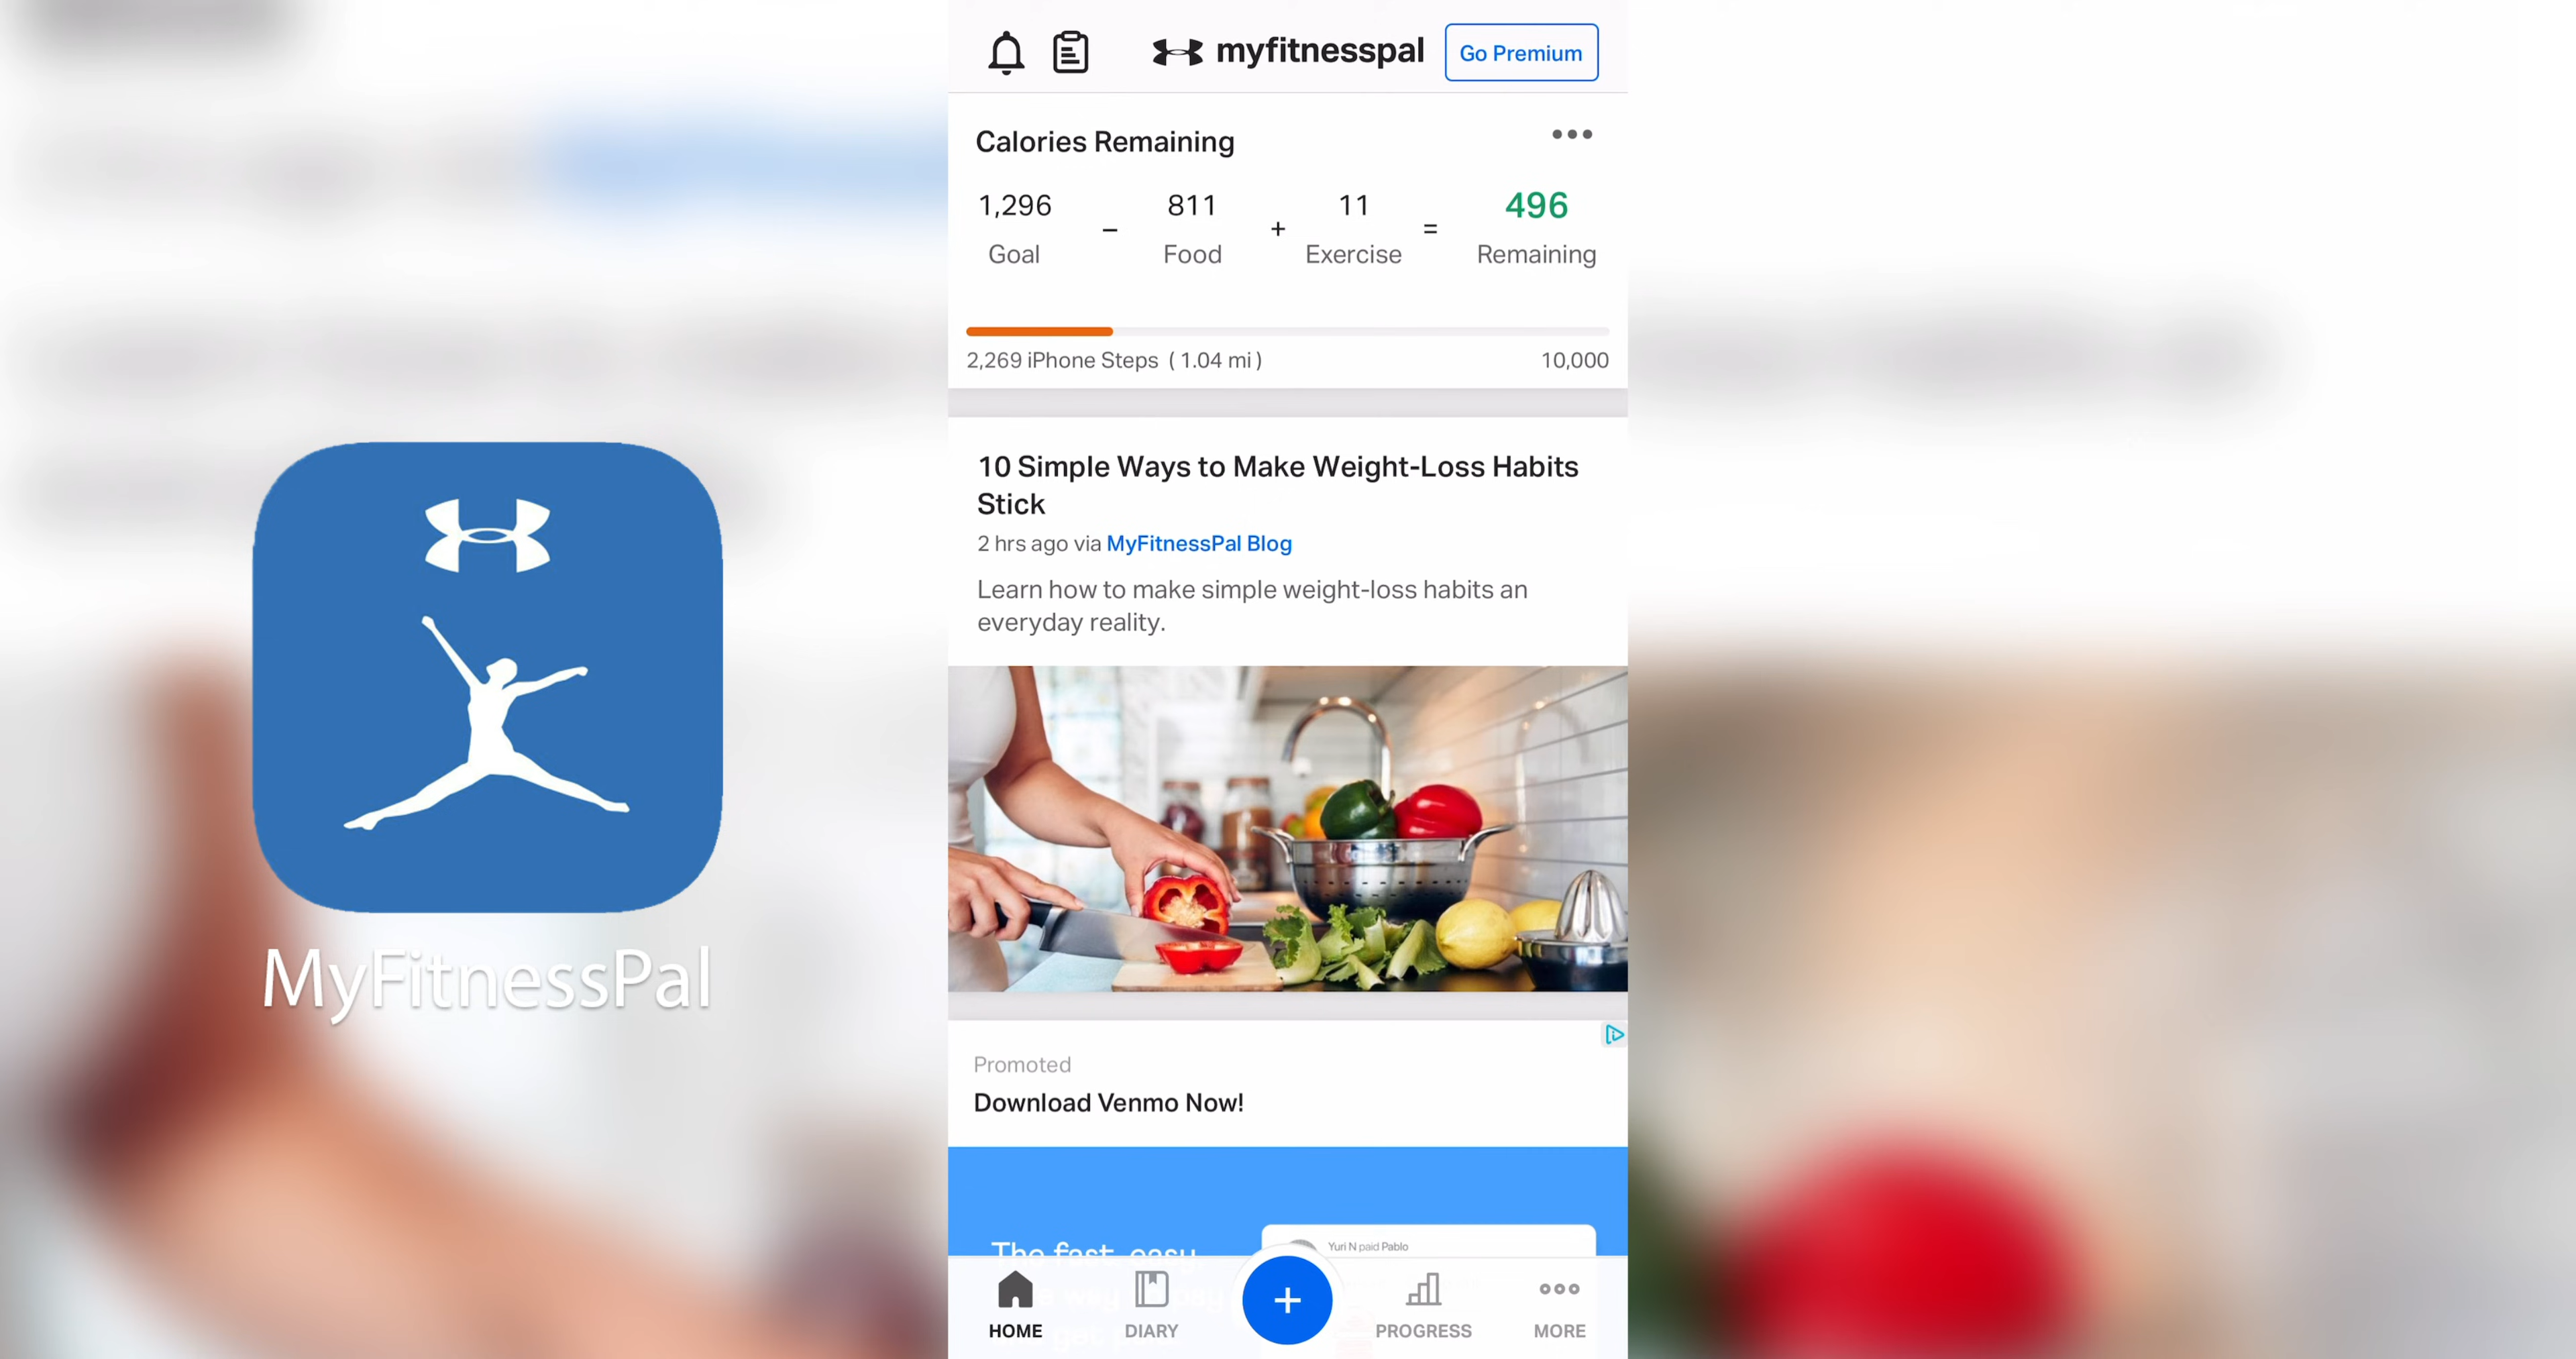 MyFitnessPal
myfitnesspal
Go Premium
Calories Remaining
1,296 - 811 + 11 = 496
Goal Food Exercise Remaining
2,269 iPhone Steps (1.04 mi) 10,000
10 Simple Ways to Make Weight-Loss Habits
Stick
2 hrs ago via MyFitnessPal Blog
Learn how to make simple weight-loss habits an
everyday reality.
Promoted
Download Venmo Now!
The fast, easy
Yuri N paid Pablo
HOME DIARY + PROGRESS MORE